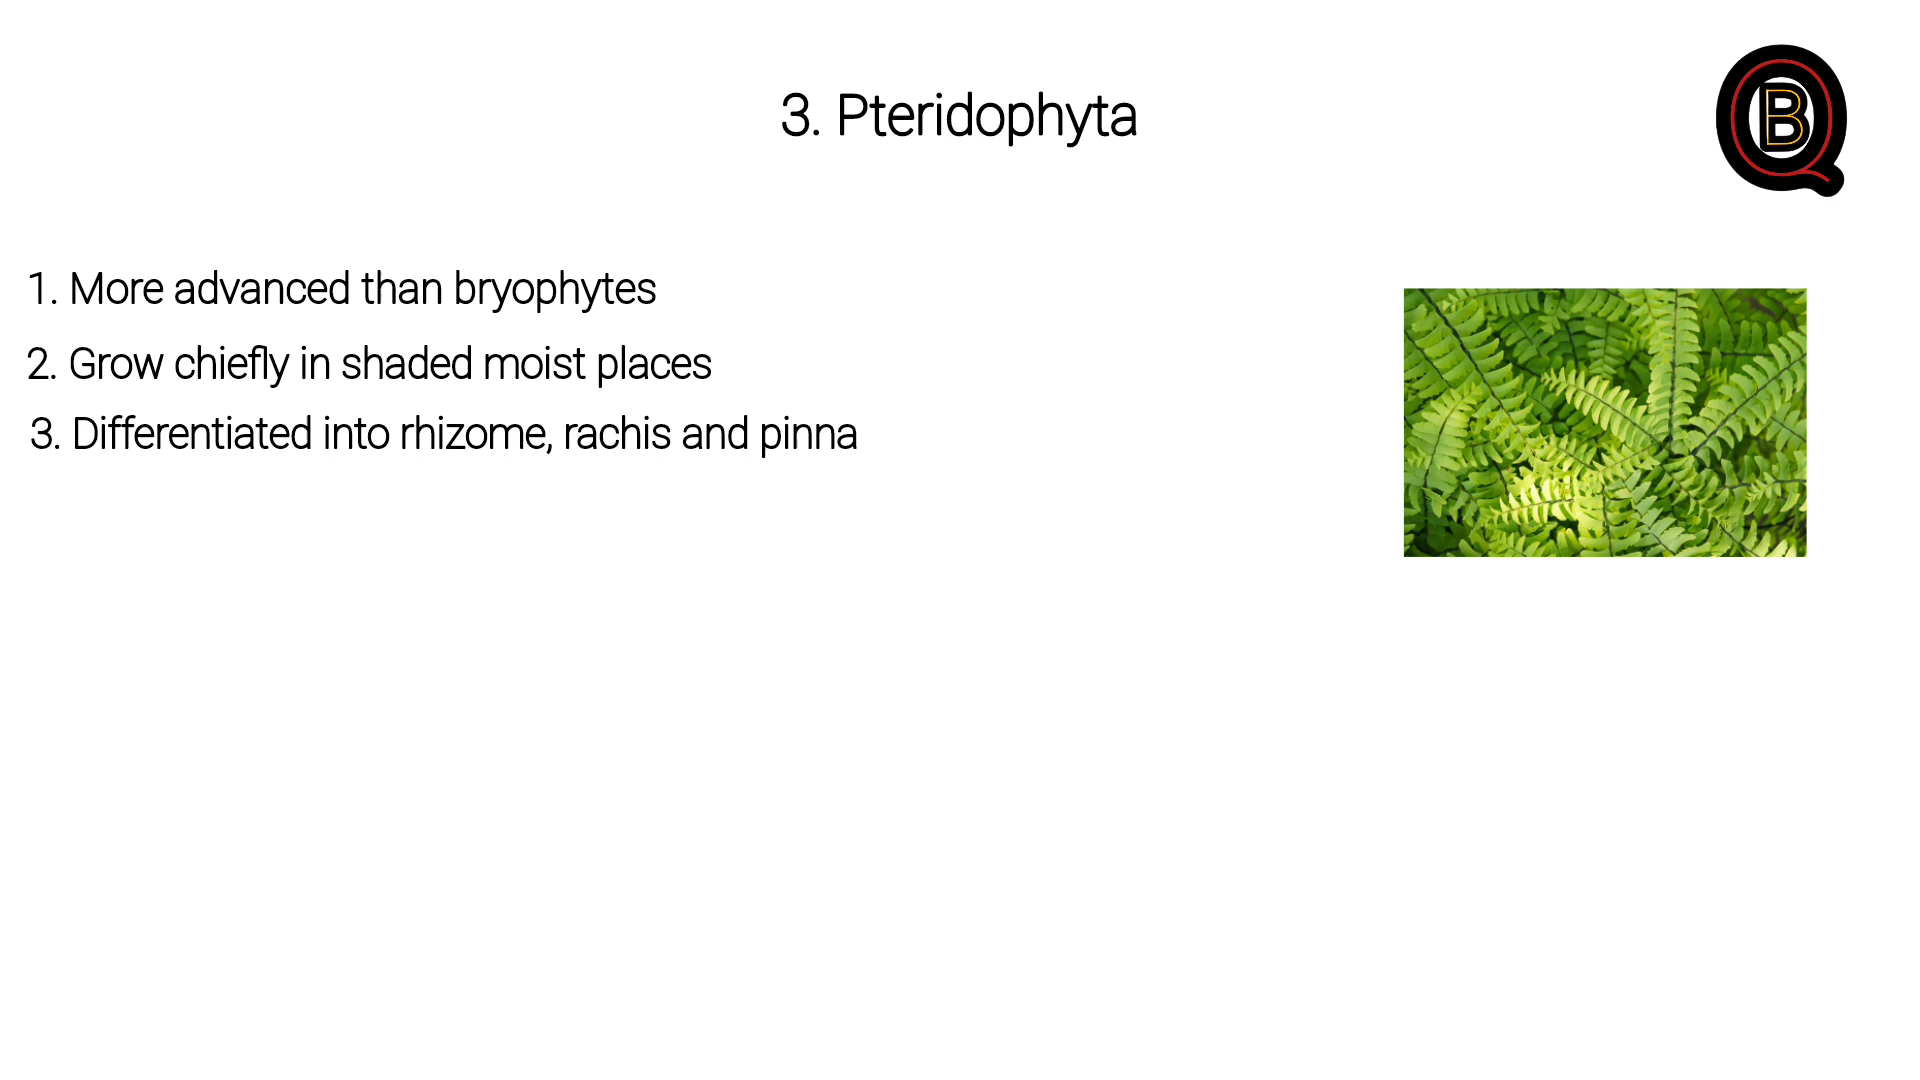 3. Pteridophyta
QB
1. More advanced than bryophytes
2. Grow chiefly in shaded moist places
3. Differentiated into rhizome, rachis and pinna